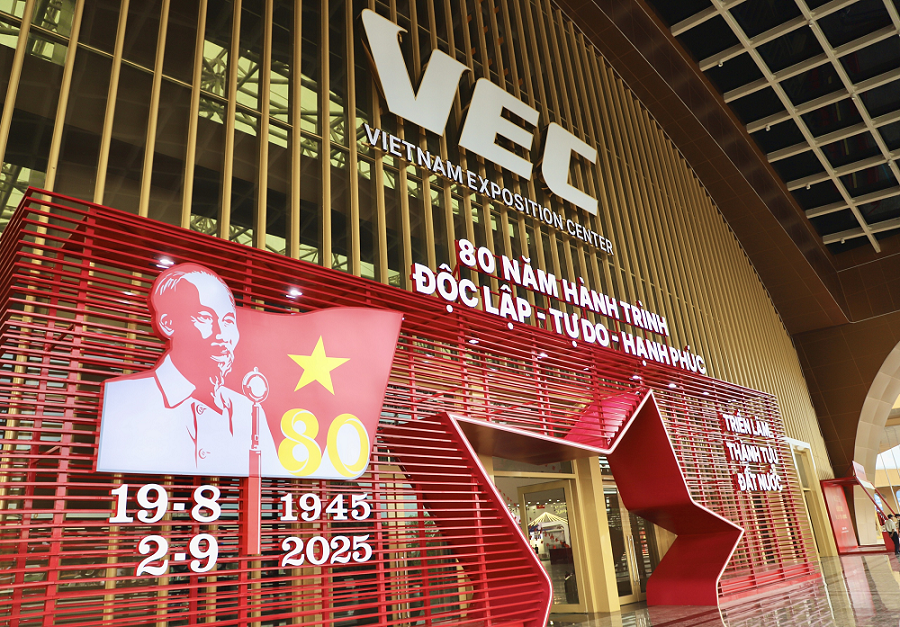 VEC
VIETNAM EXPOSITION CENTER
80 NĂM HÀNH TRÌNH
ĐỘC LẬP - TỰ DO - HẠNH PHÚC
80
19-8
2-9
1945
2025
TRIỂN LÃM
THÀNH TỰU
ĐẤT NƯỚC